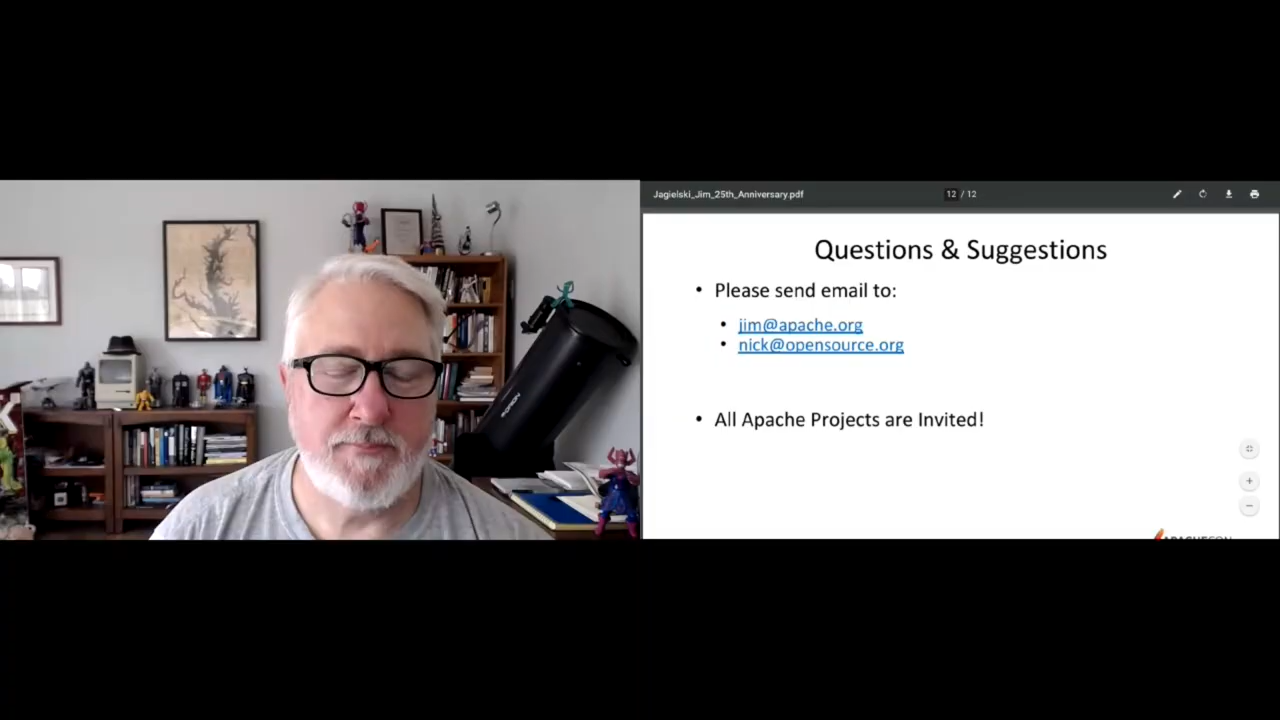 Jagielski_Jim_25th_Anniversary.pdf
12 / 12
Questions & Suggestions
• Please send email to:
• jim@apache.org
• nick@opensource.org
• All Apache Projects are Invited!
ORION